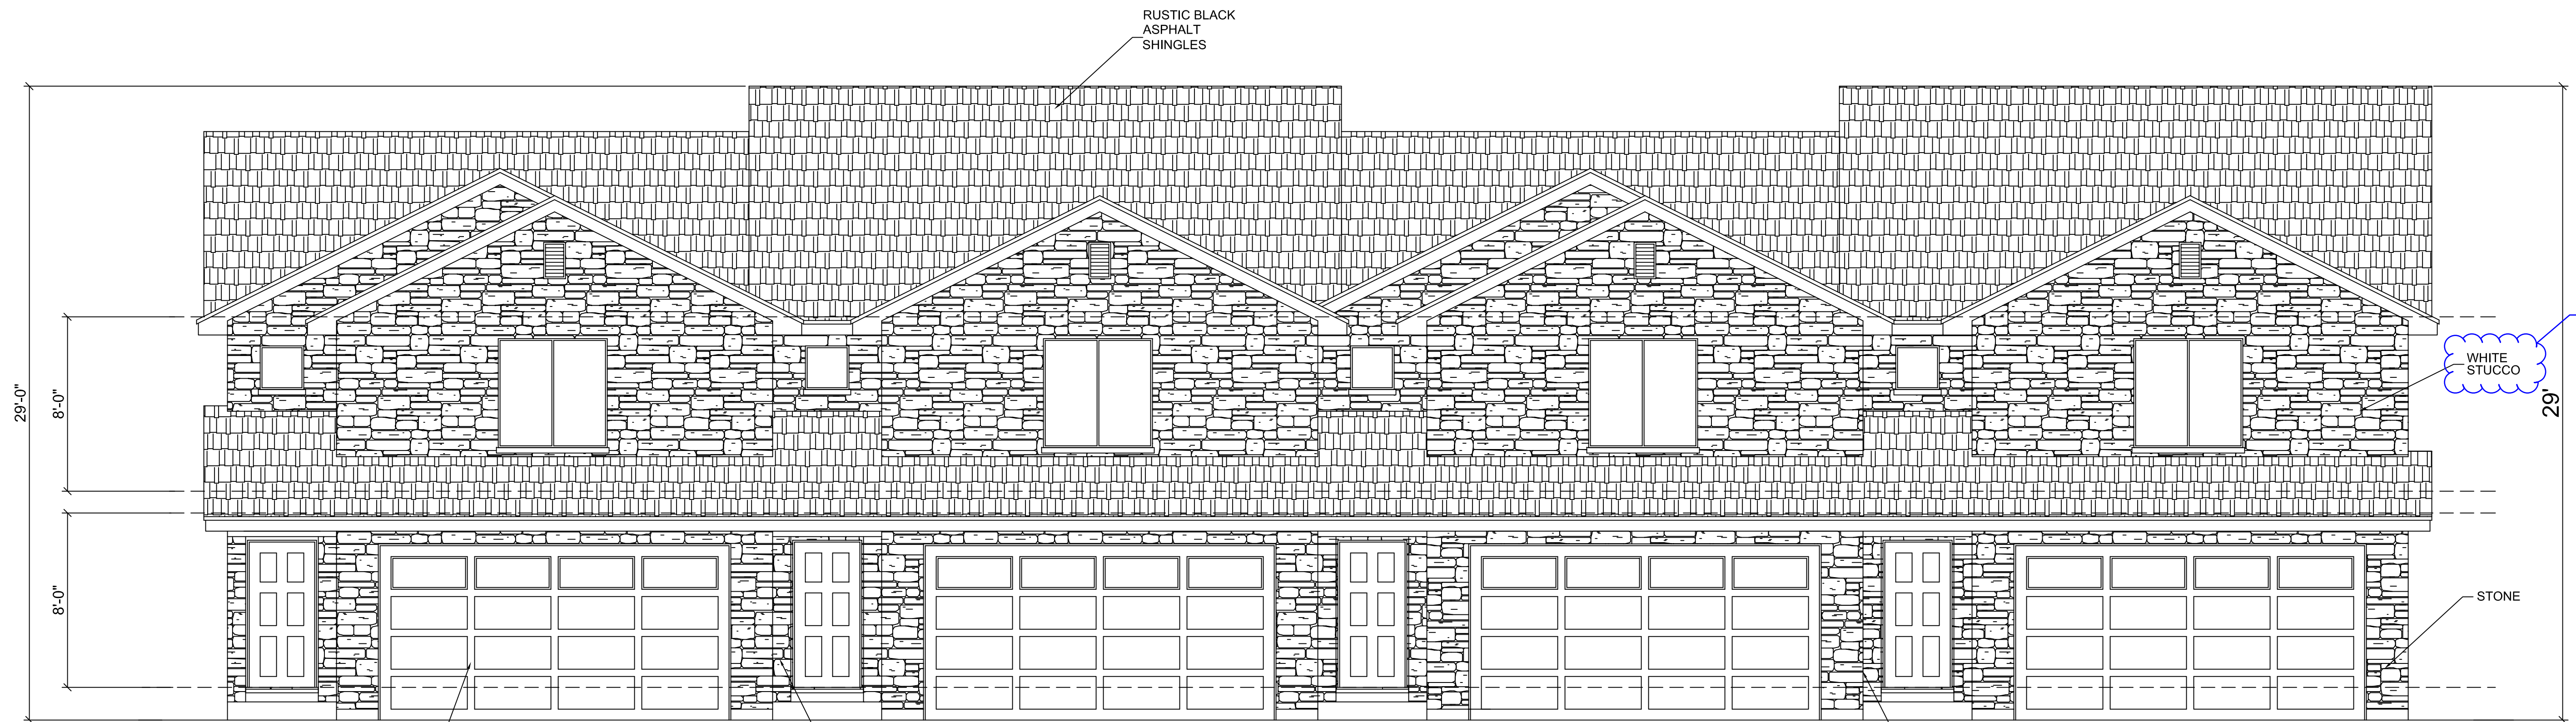 RUSTIC BLACK
ASPHALT
SHINGLES
29'-0"
8'-0"
8'-0"
WHITE
STUCCO
29'
STONE